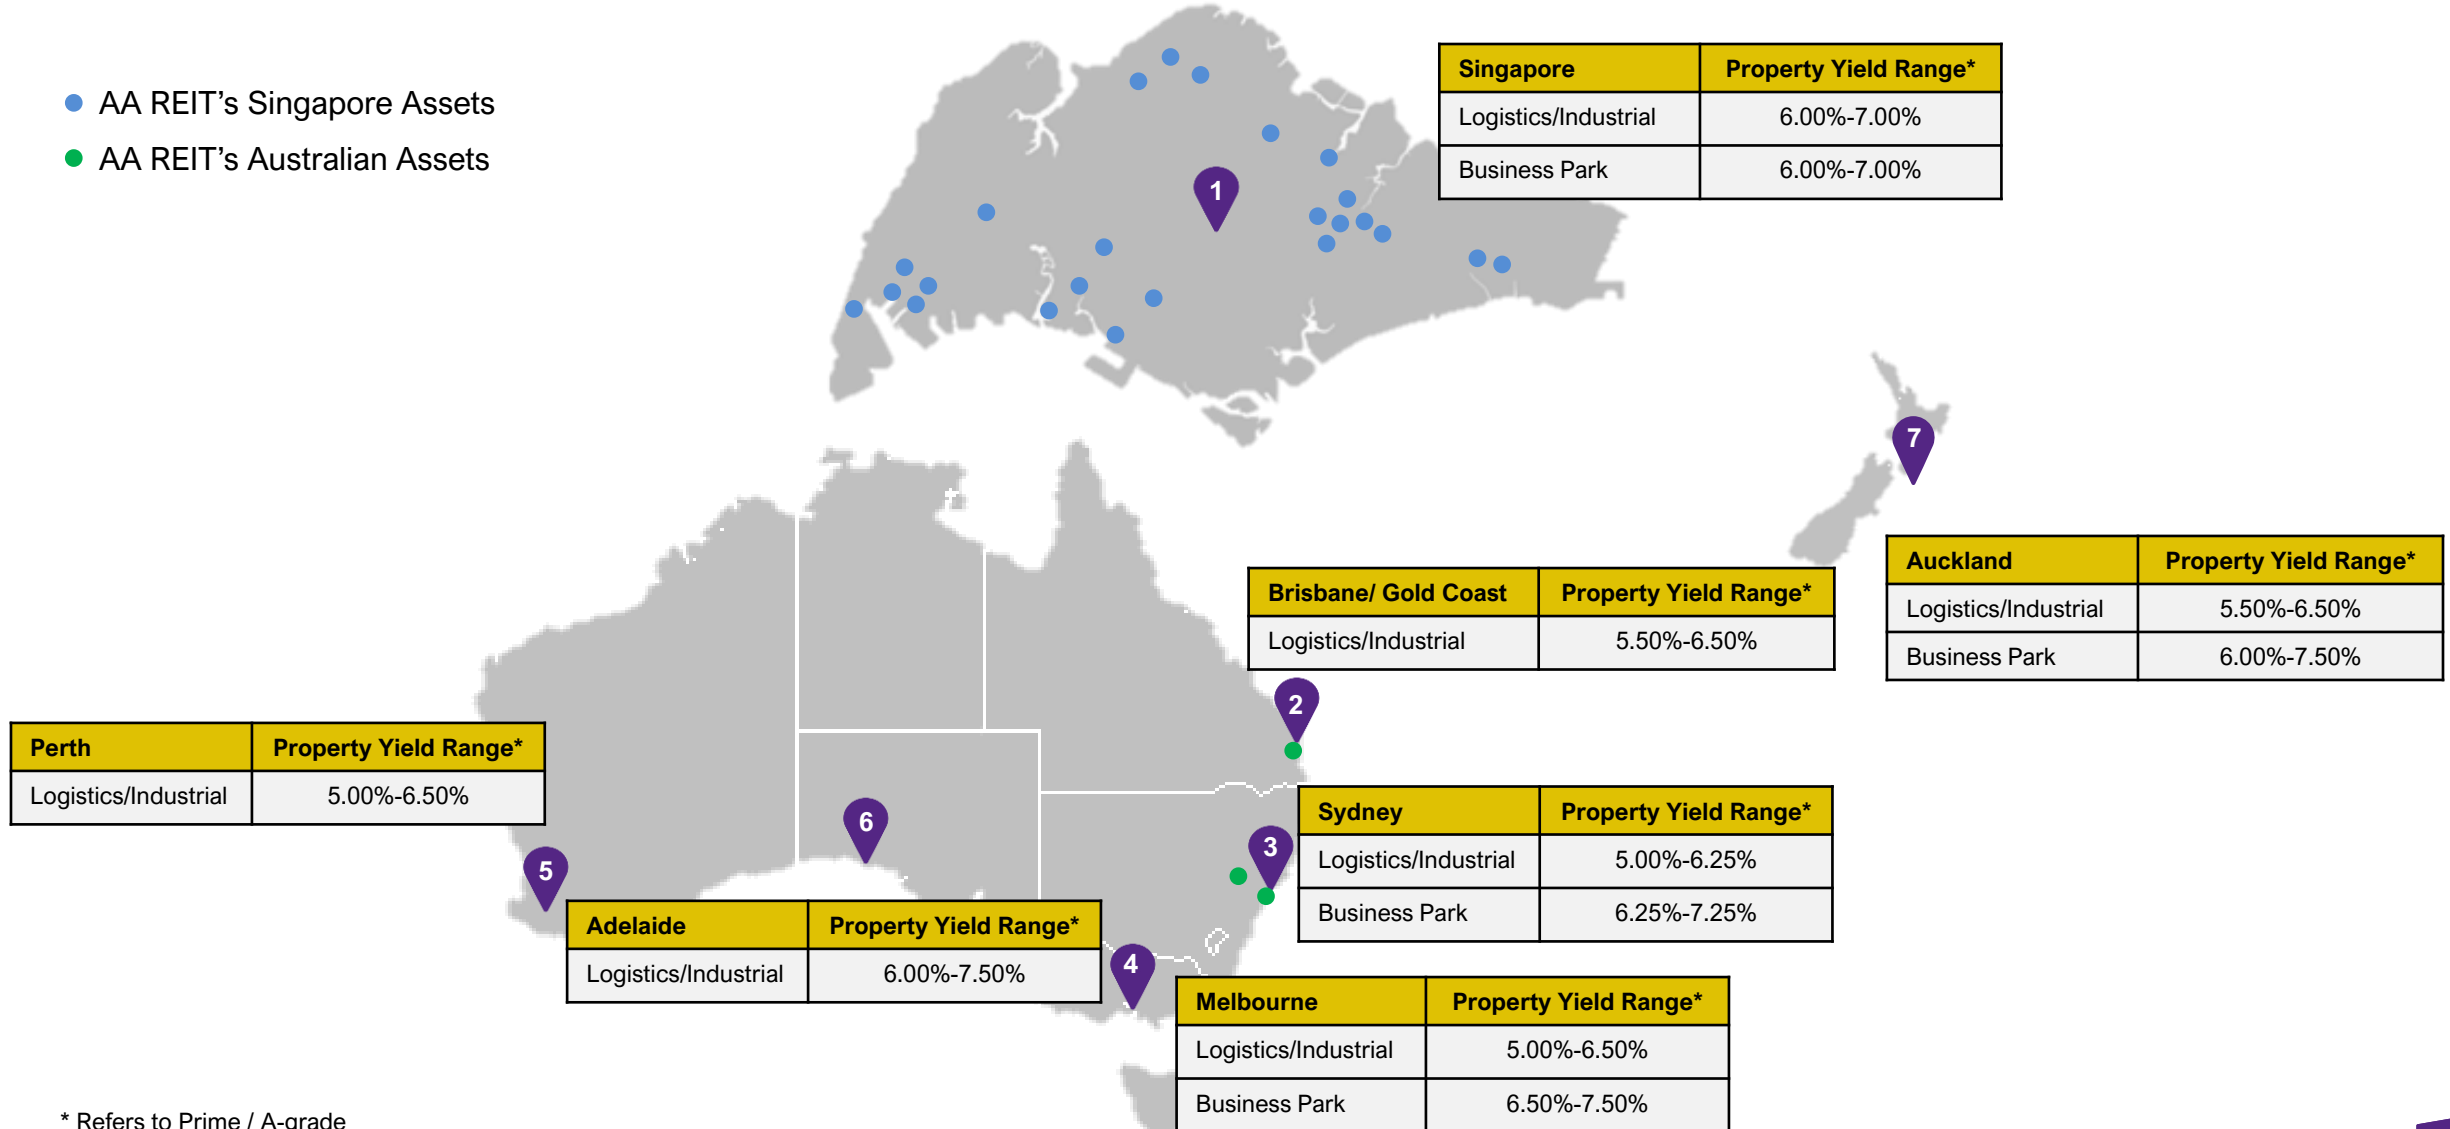 AA REIT’s Singapore Assets
AA REIT’s Australian Assets
Singapore Property Yield Range*
Logistics/Industrial 6.00%-7.00%
Business Park 6.00%-7.00%
1
7
Auckland Property Yield Range*
Logistics/Industrial 5.50%-6.50%
Business Park 6.00%-7.50%
Brisbane/ Gold Coast Property Yield Range*
Logistics/Industrial 5.50%-6.50%
2
Perth Property Yield Range*
Logistics/Industrial 5.00%-6.50%
5
6
Sydney Property Yield Range*
Logistics/Industrial 5.00%-6.25%
Business Park 6.25%-7.25%
3
Adelaide Property Yield Range*
Logistics/Industrial 6.00%-7.50%
4
Melbourne Property Yield Range*
Logistics/Industrial 5.00%-6.50%
Business Park 6.50%-7.50%
* Refers to Prime / A-grade